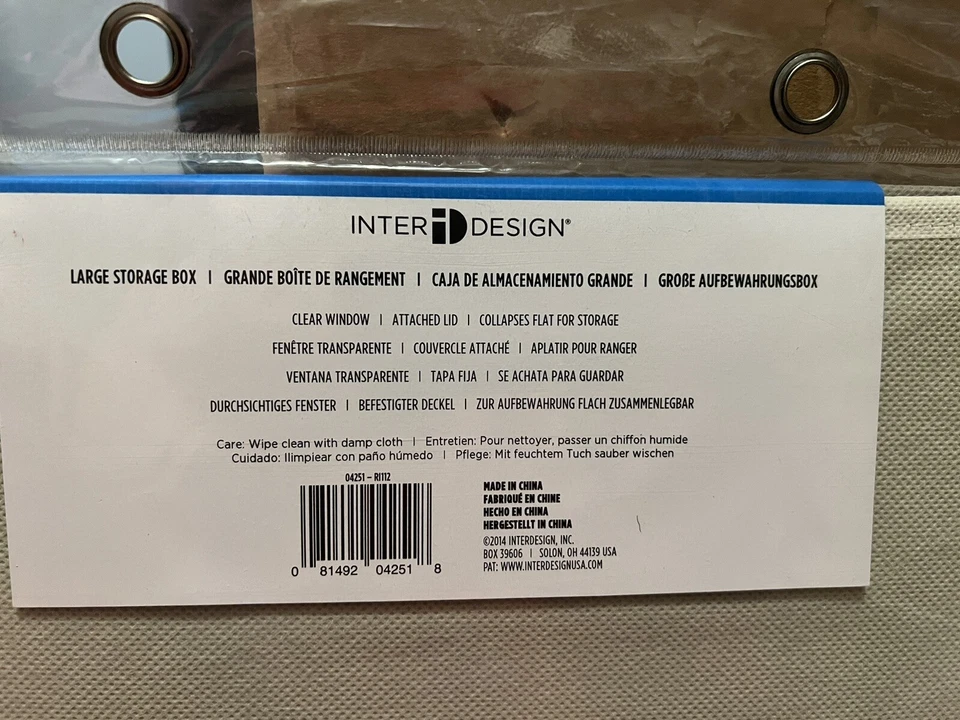 INTER iD DESIGN®
LARGE STORAGE BOX | GRANDE BOÎTE DE RANGEMENT | CAJA DE ALMACENAMIENTO GRANDE | GROẞE AUFBEWAHRUNGSBOX
CLEAR WINDOW | ATTACHED LID | COLLAPSES FLAT FOR STORAGE
FENÊTRE TRANSPARENTE | COUVERCLE ATTACHÉ | APLATIR POUR RANGER
VENTANA TRANSPARENTE | TAPA FIJA | SE ACHATA PARA GUARDAR
DURCHSICHTIGES FENSTER | BEFESTIGTER DECKEL | ZUR AUFBEWAHRUNG FLACH ZUSAMMENLEGBAR
Care: Wipe clean with damp cloth | Entretien: Pour nettoyer, passer un chiffon humide
Cuidado: llimpiear con paño húmedo | Pflege: Mit feuchtem Tuch sauber wischen
04251 – RI112
0 81492 04251 8
MADE IN CHINA
FABRIQUÉ EN CHINE
HECHO EN CHINA
HERGESTELLT IN CHINA
©2014 INTERDESIGN, INC.
BOX 39606 | SOLON, OH 44139 USA
PAT: WWW.INTERDESIGNUSA.COM